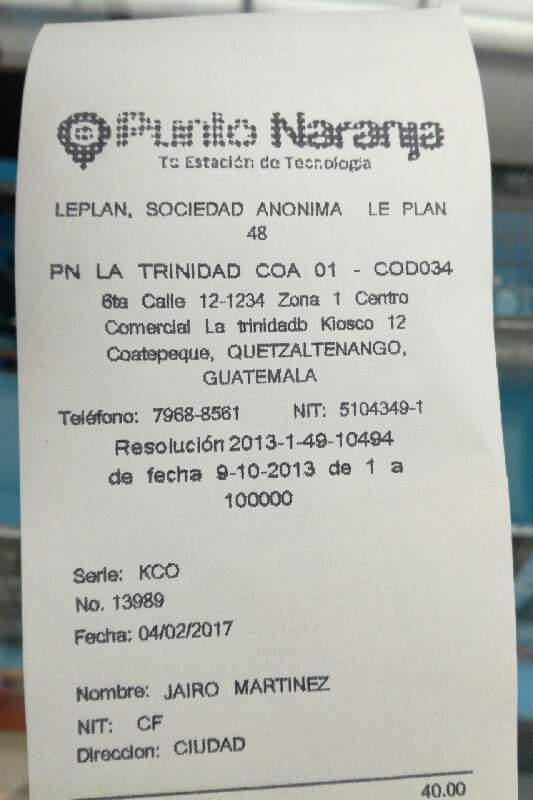 Punto Naranja
Tu Estación de Tecnología
LEPLAN, SOCIEDAD ANONIMA LE PLAN
48
PN LA TRINIDAD COA 01 - COD034
6ta Calle 12-1234 Zona 1 Centro
Comercial La trinidadb Kiosco 12
Coatepeque, QUETZALTENANGO,
GUATEMALA
Teléfono: 7968-8561 NIT: 5104349-1
Resolución 2013-1-49-10494
de fecha 9-10-2013 de 1 a
100000
Serie: KCO
No. 13989
Fecha: 04/02/2017
Nombre: JAIRO MARTINEZ
NIT: CF
Direccion: CIUDAD
40.00